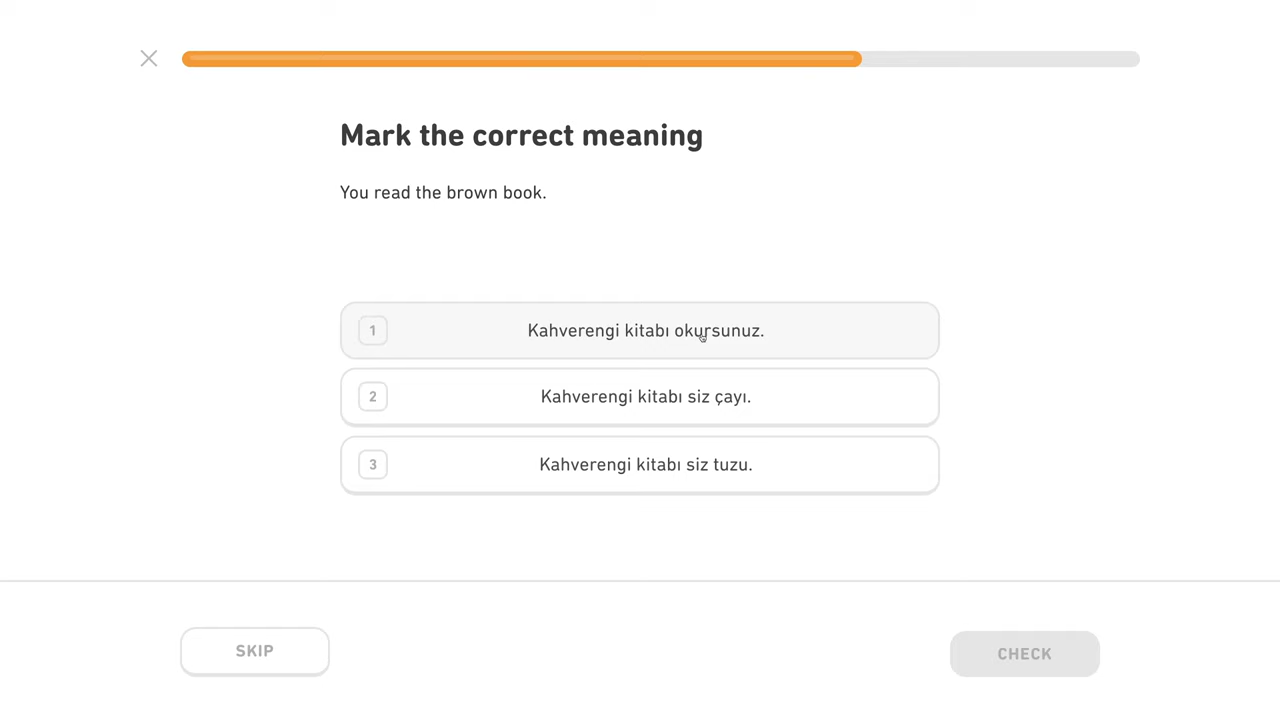 Mark the correct meaning
You read the brown book.
1 Kahverengi kitabı okursunuz.
2 Kahverengi kitabı siz çayı.
3 Kahverengi kitabı siz tuzu.
SKIP
CHECK